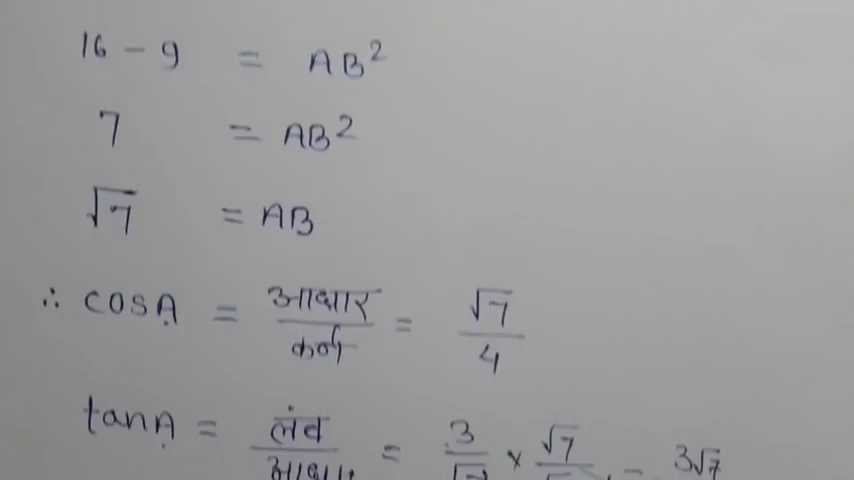 16 - 9 = AB²
7 = AB²
√7 = AB
∴ cosA = आधार/कर्ण = √7/4
tanA = लंब/आधार = 3/√7 × √7/√7 = 3√7